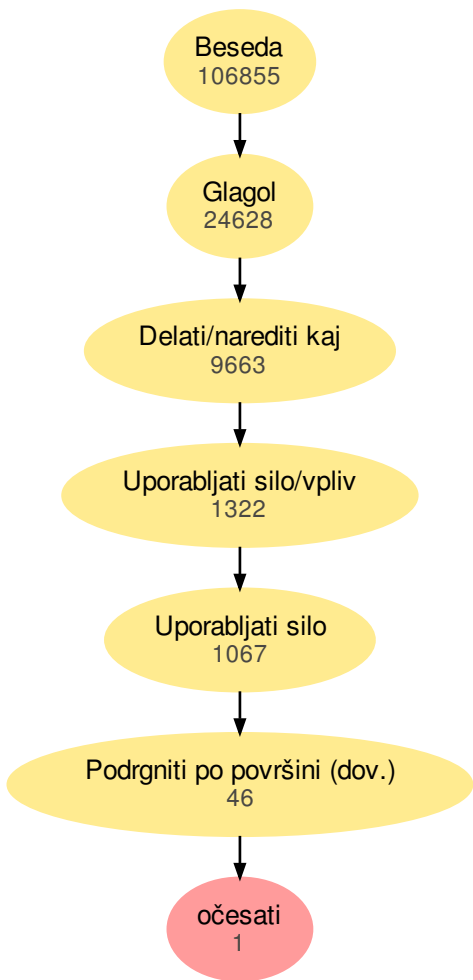 Beseda
106855
Glagol
24628
Delati/narediti kaj
9663
Uporabljati silo/vpliv
1322
Uporabljati silo
1067
Podrgniti po površini (dov.)
46
očesati
1